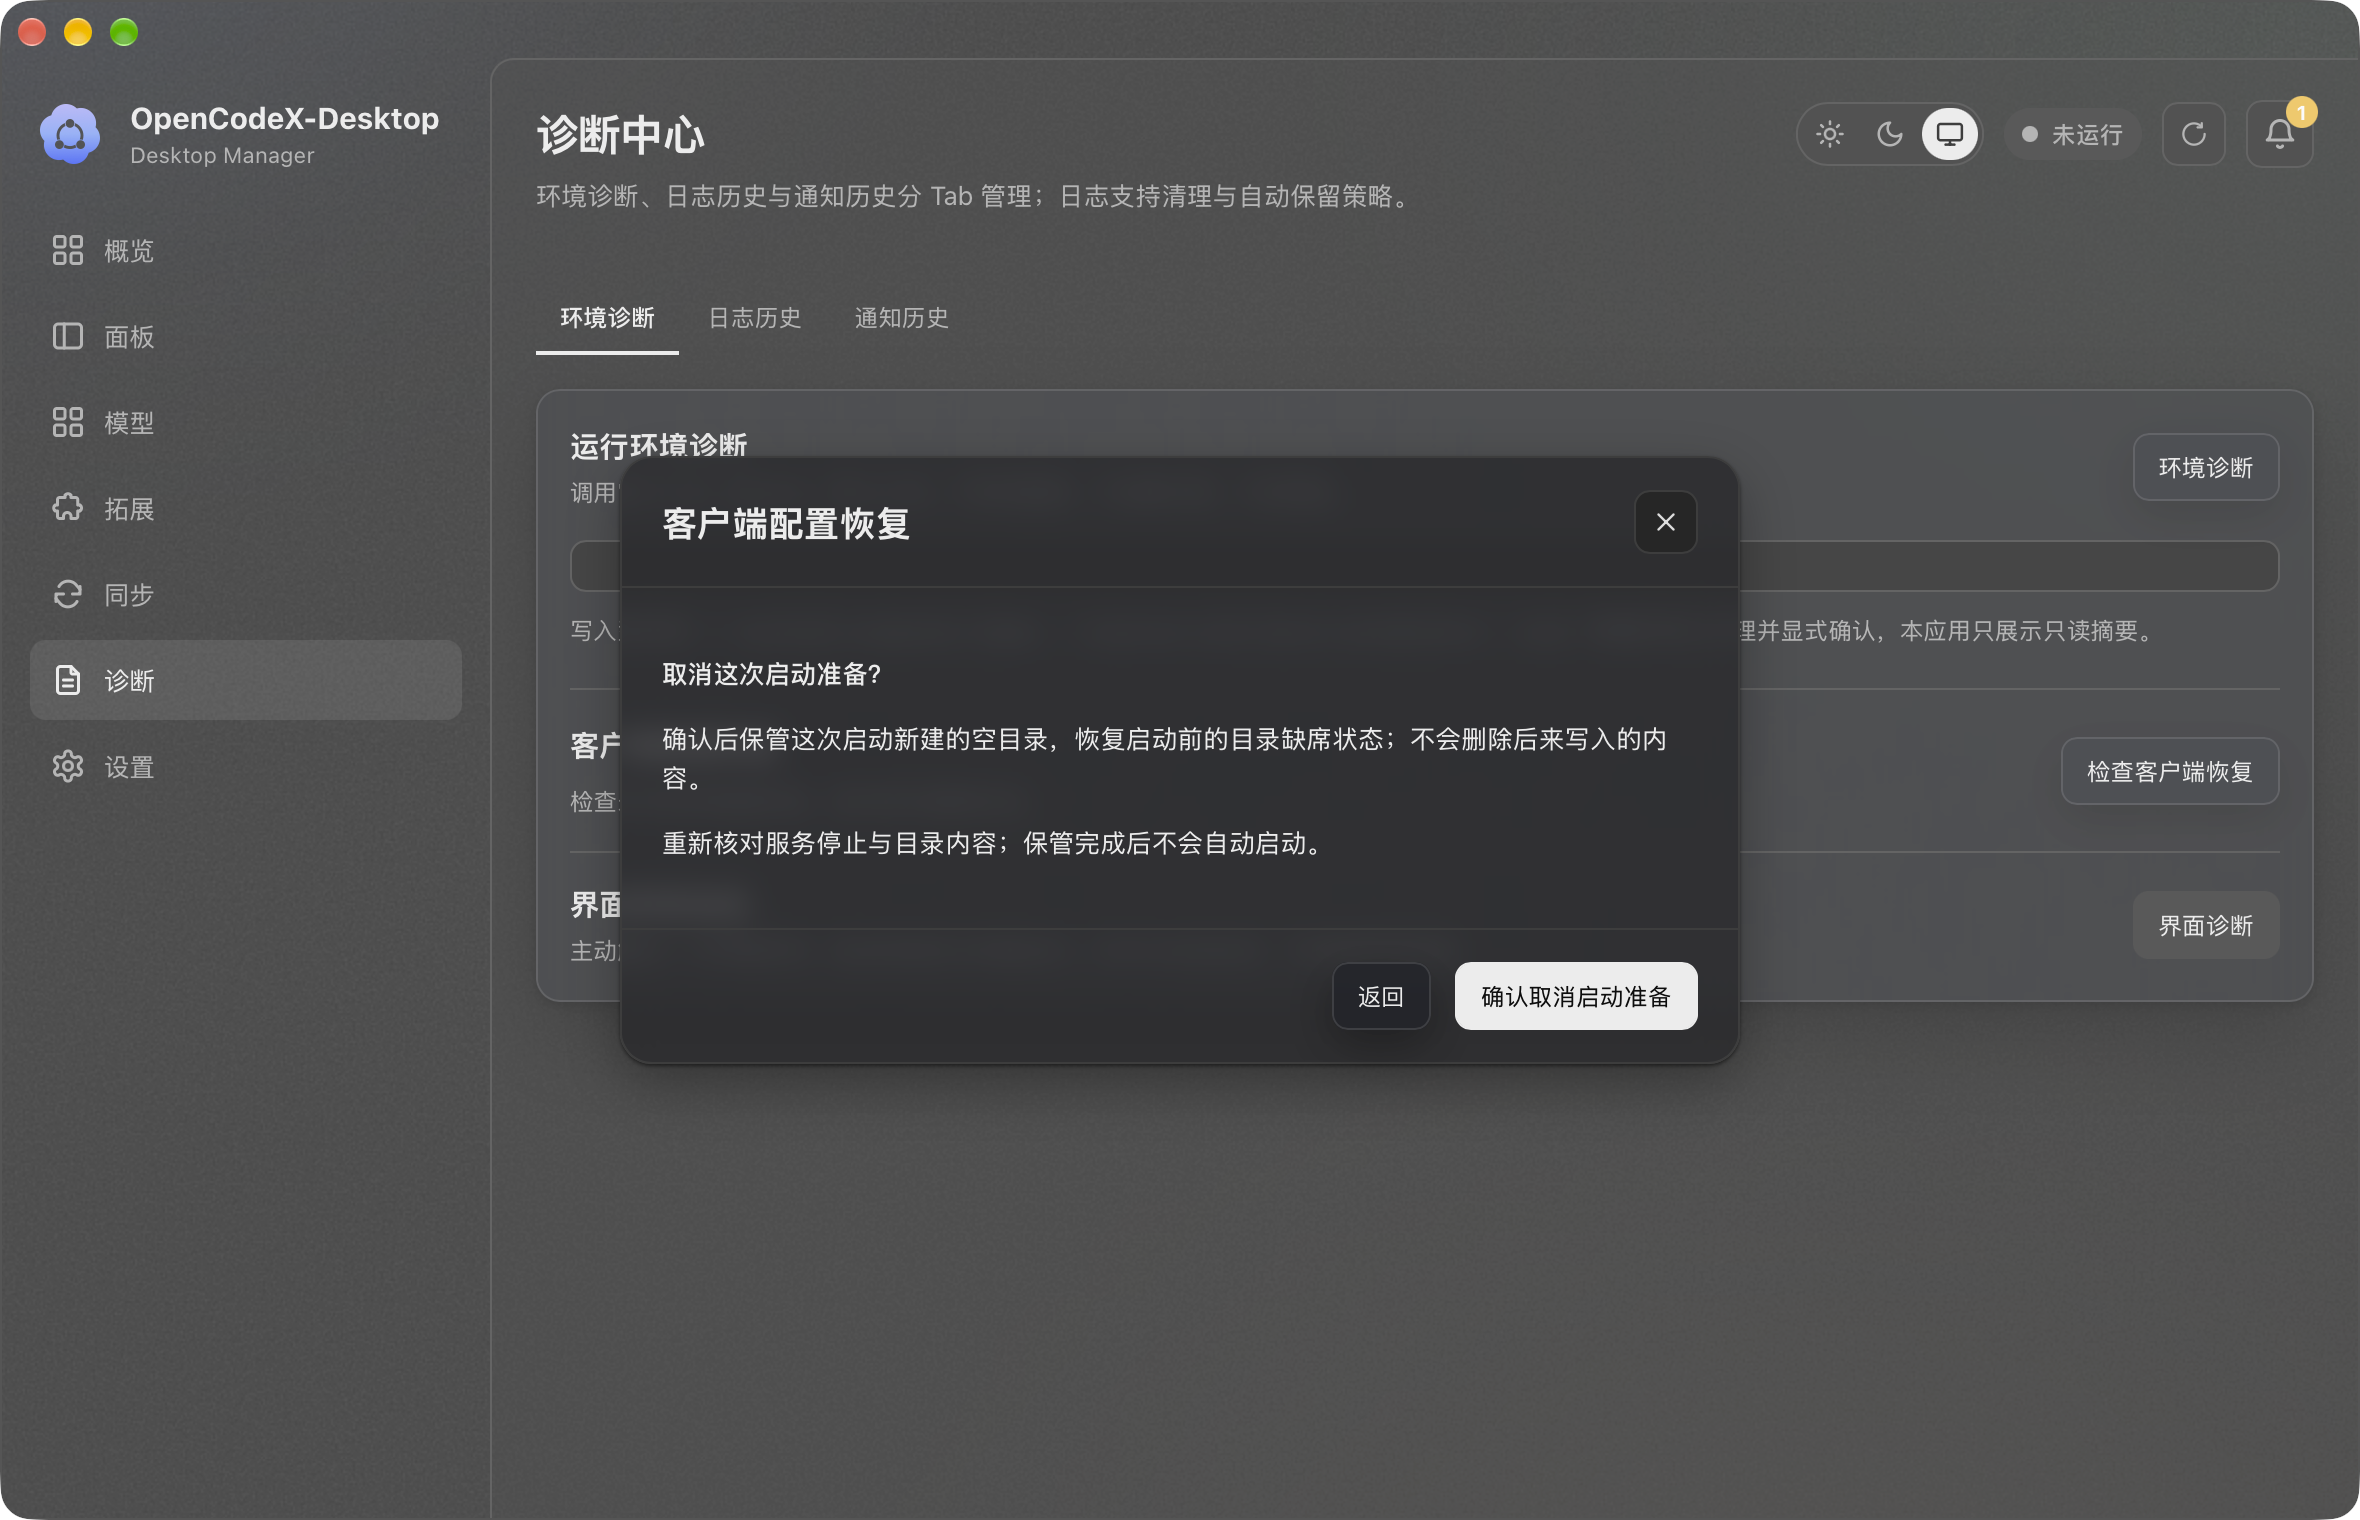 OpenCodeX-Desktop
Desktop Manager
概览
面板
模型
拓展
同步
诊断
设置
诊断中心
环境诊断、日志历史与通知历史分 Tab 管理；日志支持清理与自动保留策略。
未运行
1
环境诊断
日志历史
通知历史
运行环境诊断
调用
环境诊断
写入
理并显式确认，本应用只展示只读摘要。
客户
检查
检查客户端恢复
界面
主动
界面诊断
客户端配置恢复
取消这次启动准备?
确认后保管这次启动新建的空目录，恢复启动前的目录缺席状态；不会删除后来写入的内
容。
重新核对服务停止与目录内容；保管完成后不会自动启动。
返回
确认取消启动准备